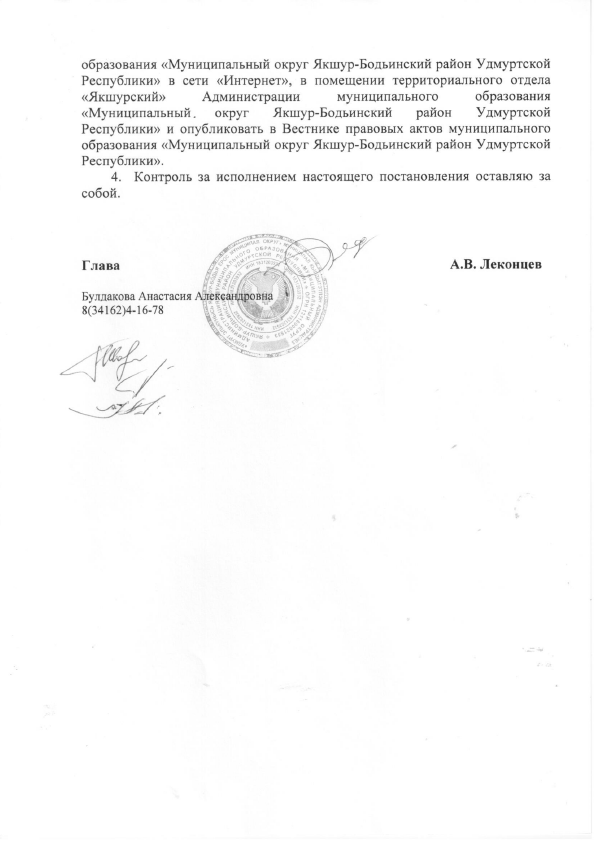 образования «Муниципальный округ Якшур-Бодьинский район Удмуртской
Республики» в сети «Интернет», в помещении территориального отдела
«Якшурский» Администрации муниципального образования
«Муниципальный округ Якшур-Бодьинский район Удмуртской
Республики» и опубликовать в Вестнике правовых актов муниципального
образования «Муниципальный округ Якшур-Бодьинский район Удмуртской
Республики».
4. Контроль за исполнением настоящего постановления оставляю за
собой.
Глава А.В. Леконцев
Булдакова Анастасия Александровна
8(34162)4-16-78